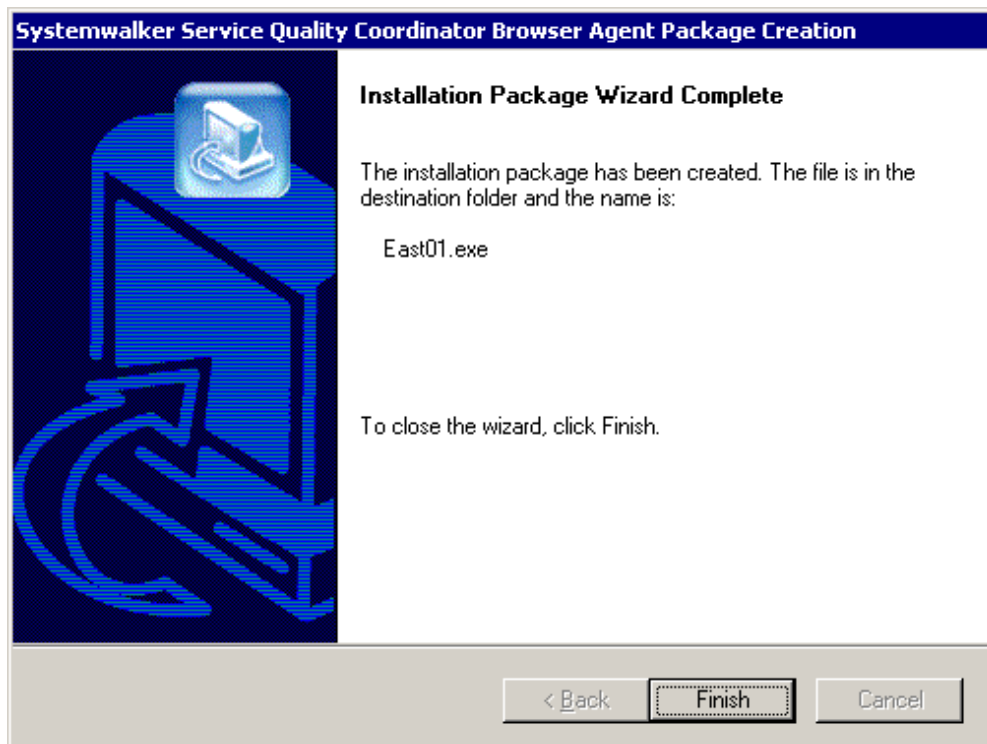 Systemwalker Service Quality Coordinator Browser Agent Package Creation
Installation Package Wizard Complete
The installation package has been created. The file is in the
destination folder and the name is:
East01.exe
To close the wizard, click Finish.
< Back
Finish
Cancel